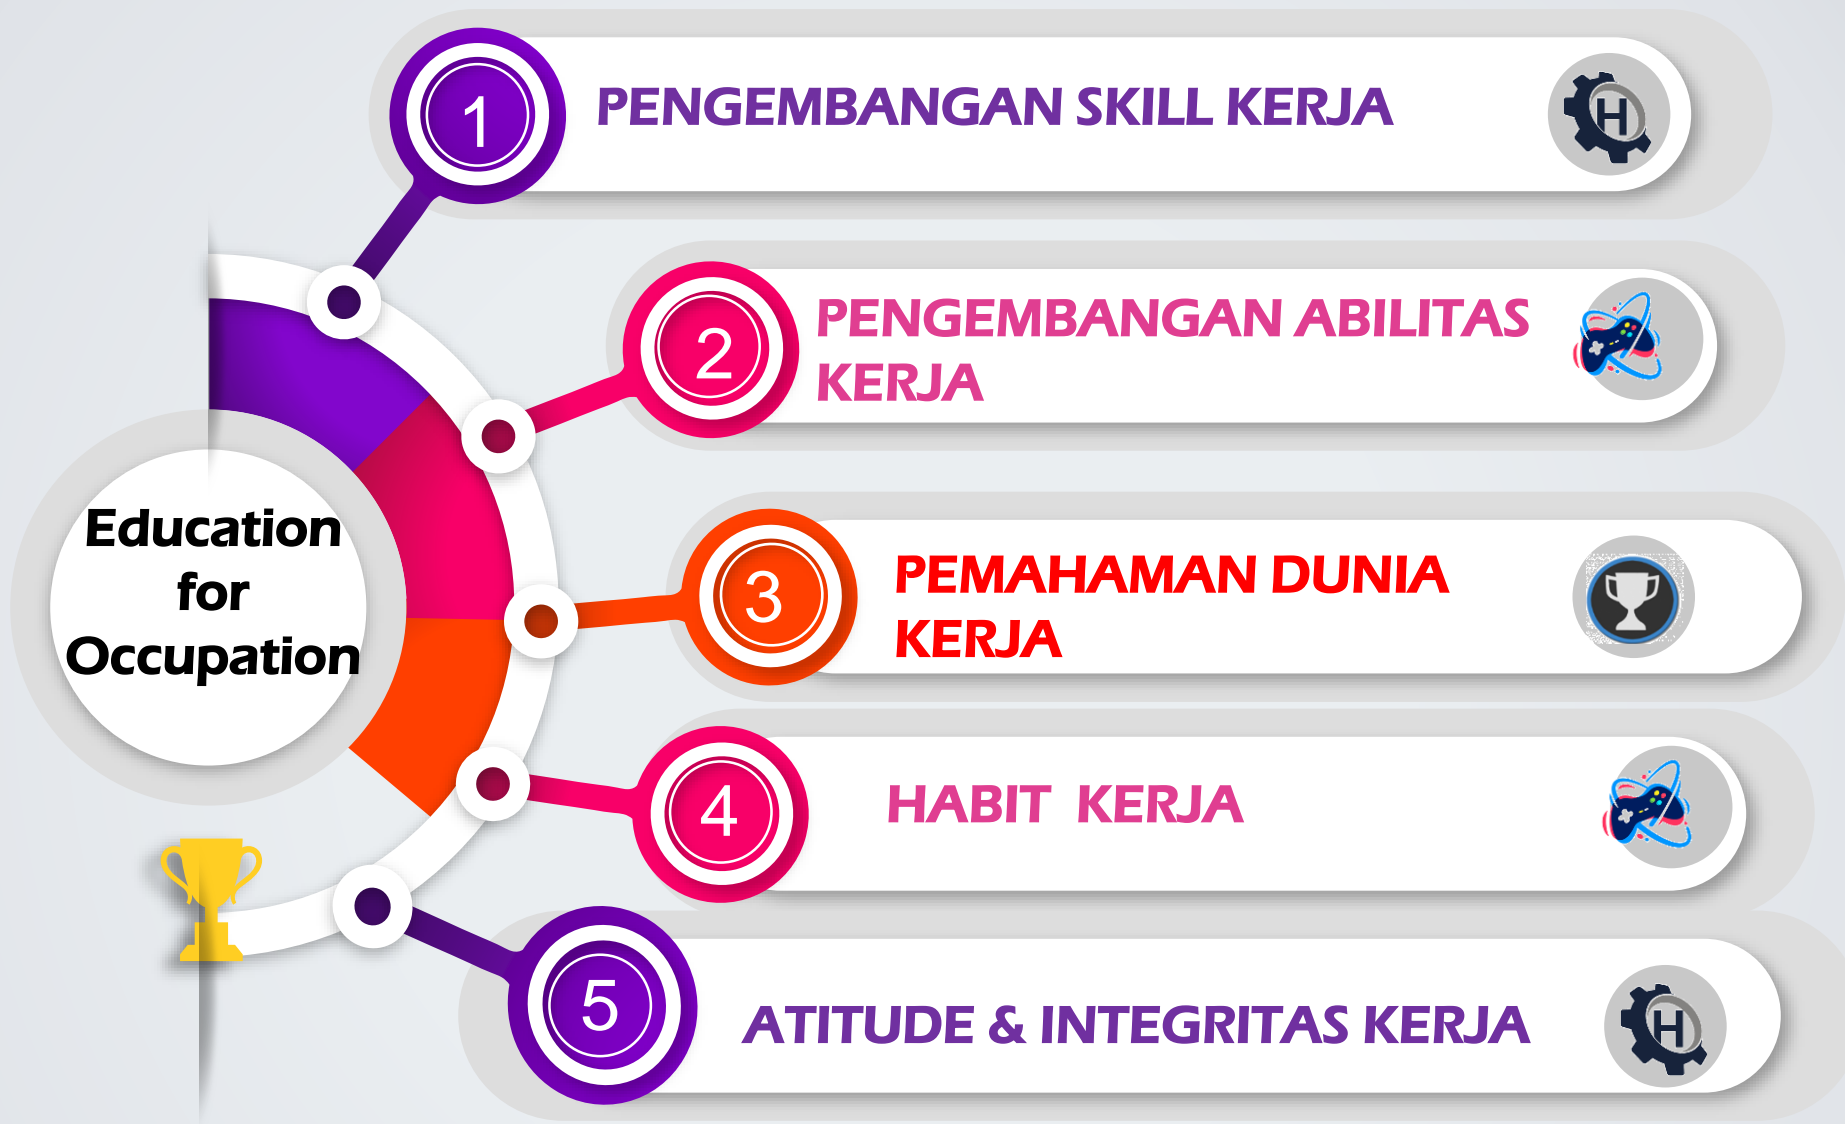 1
PENGEMBANGAN SKILL KERJA
H
2
PENGEMBANGAN ABILITAS
KERJA
Education
for
Occupation
3
PEMAHAMAN DUNIA
KERJA
4
HABIT KERJA
5
ATITUDE & INTEGRITAS KERJA
H